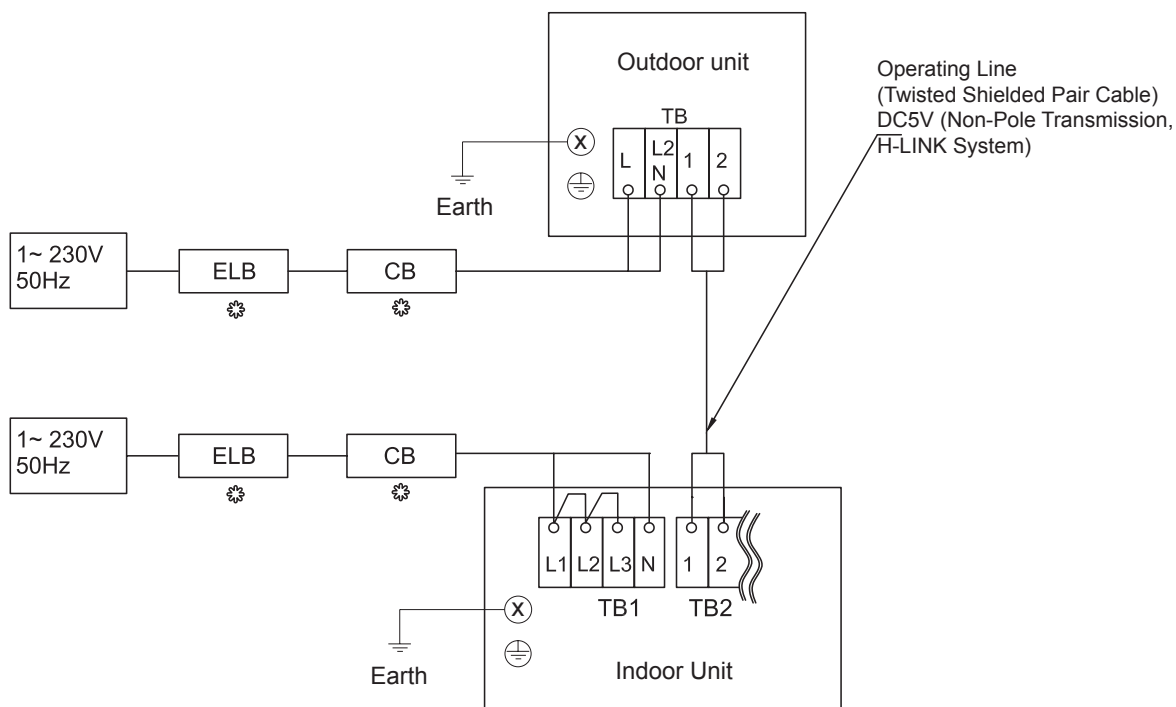 Outdoor unit
Operating Line
(Twisted Shielded Pair Cable)
DC5V (Non-Pole Transmission,
H-LINK System)
TB
X
L
L2
N
1
2
Earth
1~ 230V
50Hz
ELB
CB
1~ 230V
50Hz
ELB
CB
L1
L2
L3
N
1
2
TB1
TB2
X
Earth
Indoor Unit